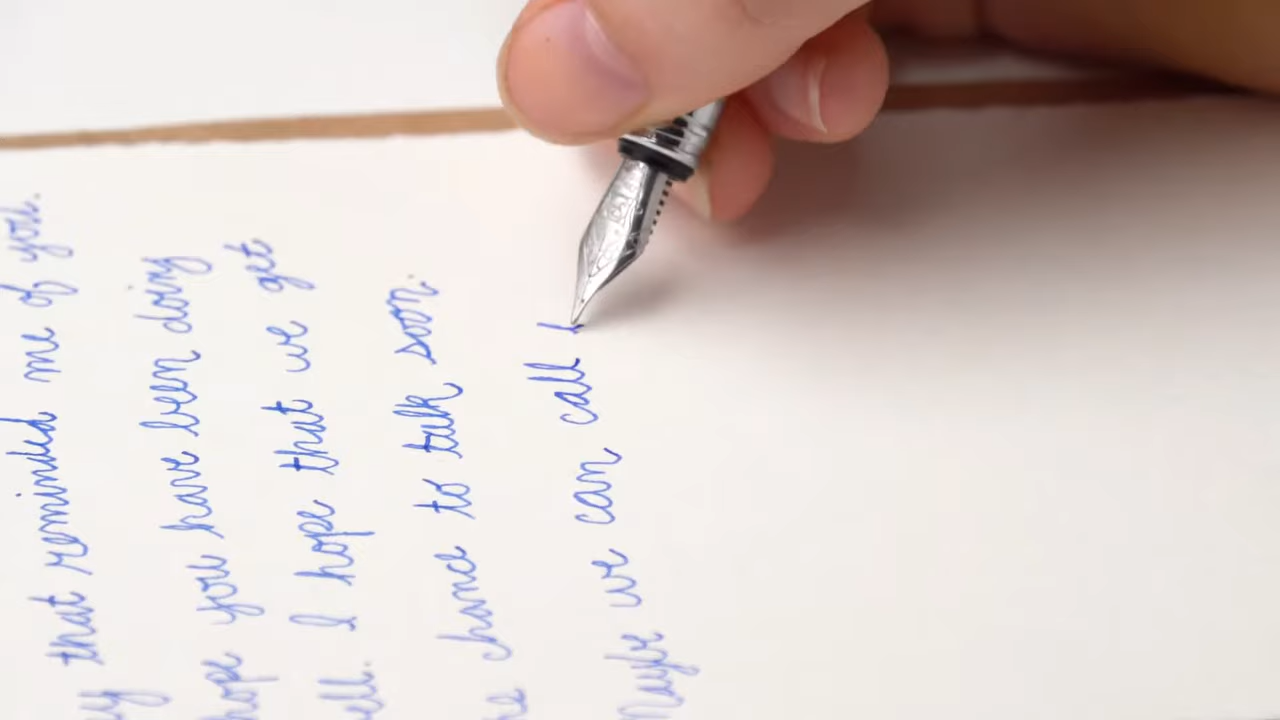 that reminded me of you.
hope you have been doing
ell. I hope that we get
chance to talk soon.
Maybe we can call